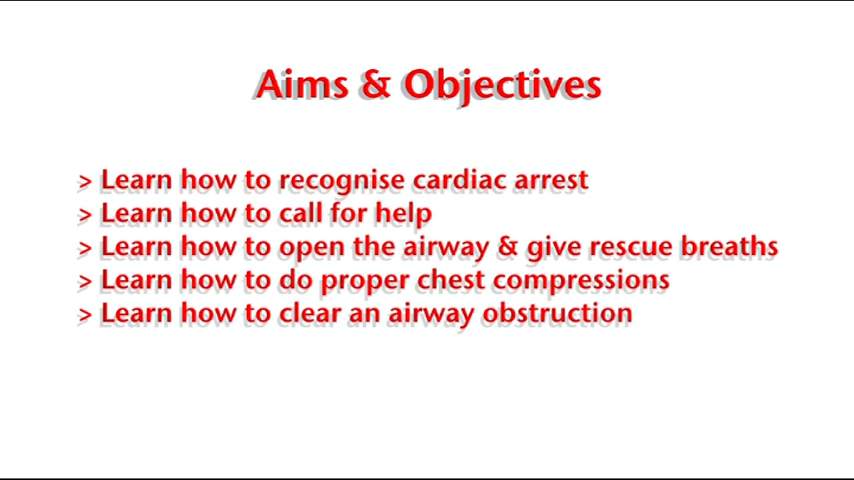 Aims & Objectives
> Learn how to recognise cardiac arrest
> Learn how to call for help
> Learn how to open the airway & give rescue breaths
> Learn how to do proper chest compressions
> Learn how to clear an airway obstruction